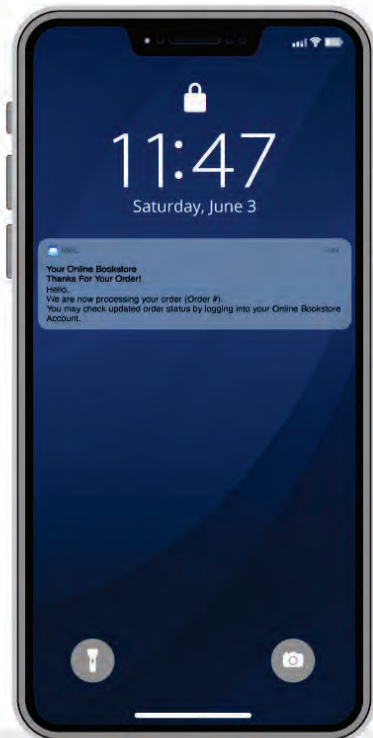 11:47
Saturday, June 3
Your Online Bookstore
Thanks For Your Order!
Hello,
We are now processing your order (Order #).
You may check updated order status by logging into your Online Bookstore
Account.